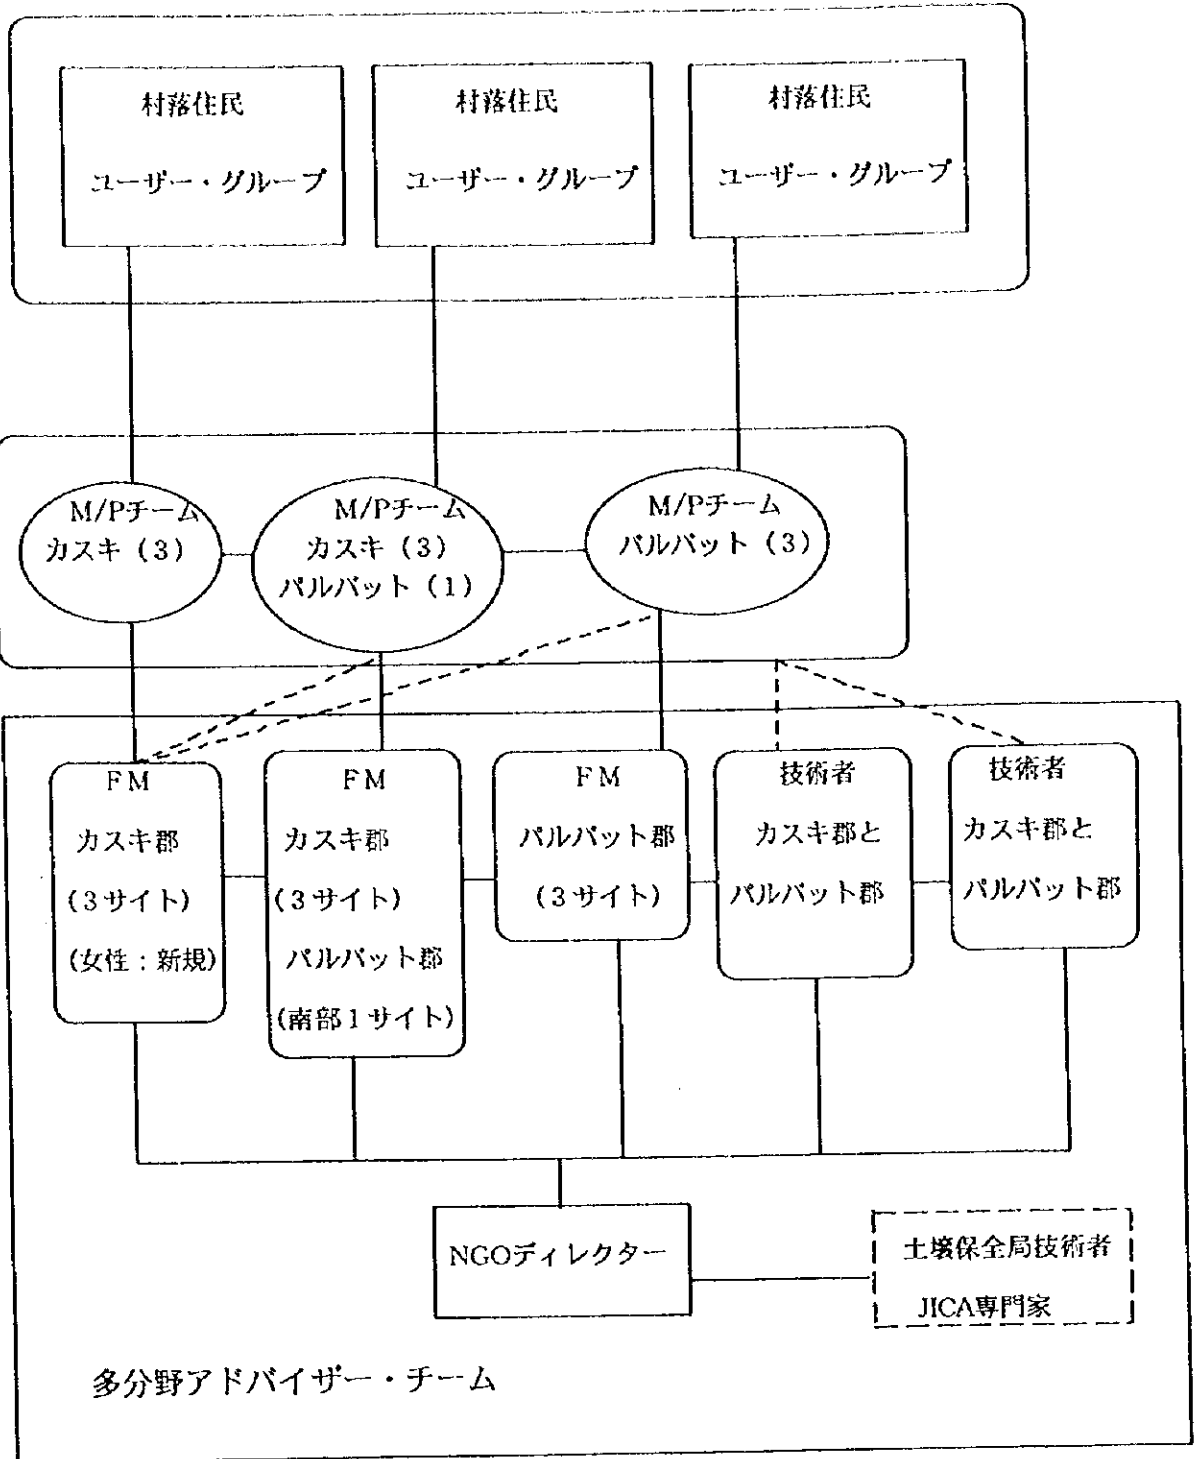 村落住民
ユーザー・グループ
村落住民
ユーザー・グループ
村落住民
ユーザー・グループ
M/Pチーム
カスキ（3）
M/Pチーム
カスキ（3）
パルバット（1）
M/Pチーム
パルバット（3）
FM
カスキ郡
(3サイト)
(女性：新規)
FM
カスキ郡
(3サイト)
パルバット郡
(南部1サイト)
FM
パルバット郡
(3サイト)
技術者
カスキ郡と
パルバット郡
技術者
カスキ郡と
パルバット郡
NGOディレクター
土壌保全局技術者
JICA専門家
多分野アドバイザー・チーム